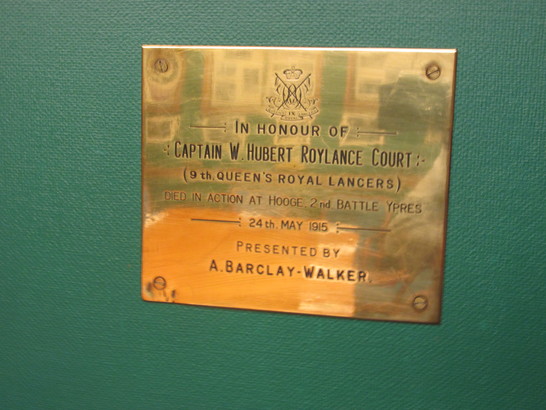 IN HONOUR OF
CAPTAIN W. HUBERT ROYLANCE COURT
(9th. QUEEN'S ROYAL LANCERS)
DIED IN ACTION AT HOOGE, 2nd BATTLE YPRES
24th. MAY 1915
PRESENTED BY
A. BARCLAY-WALKER.